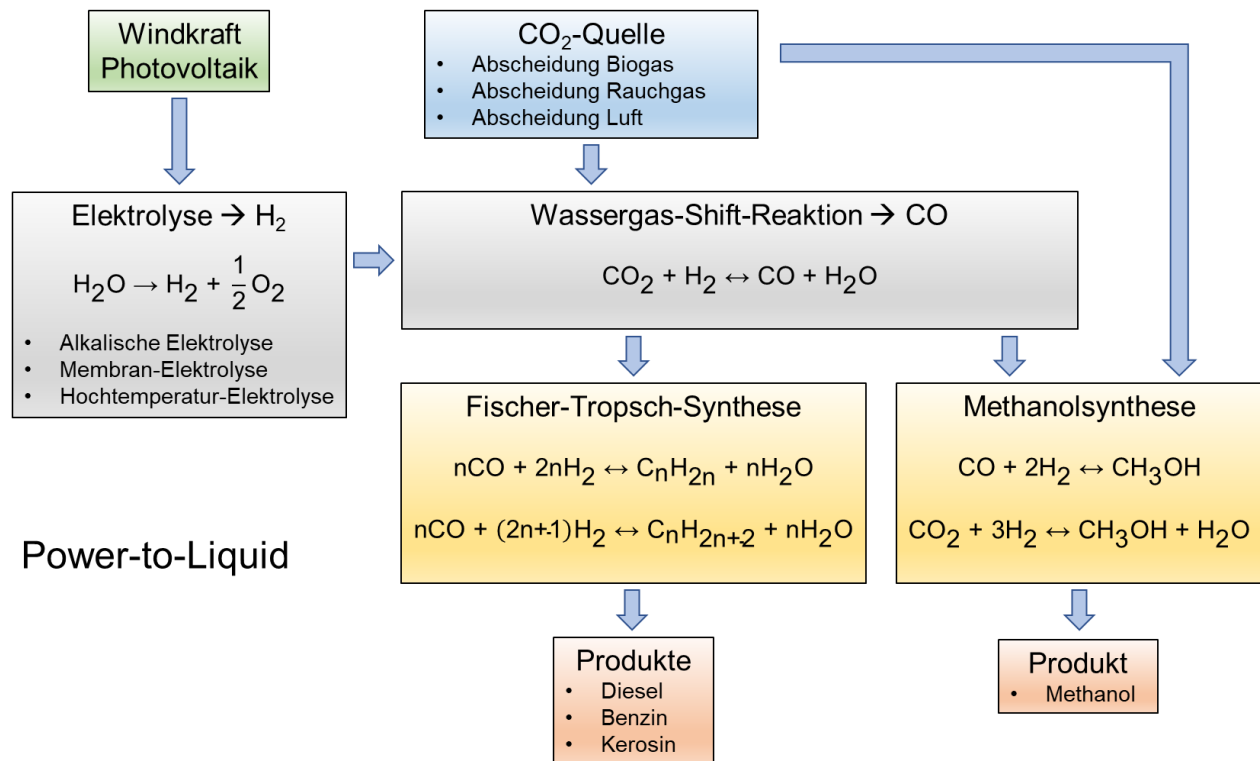 Windkraft
Photovoltaik
CO₂-Quelle
• Abscheidung Biogas
• Abscheidung Rauchgas
• Abscheidung Luft
Elektrolyse → H₂
H₂O → H₂ + 1/2 O₂
• Alkalische Elektrolyse
• Membran-Elektrolyse
• Hochtemperatur-Elektrolyse
Wassergas-Shift-Reaktion → CO
CO₂ + H₂ ↔ CO + H₂O
Fischer-Tropsch-Synthese
nCO + 2nH₂ ↔ CₙH₂ₙ + nH₂O
nCO + (2n+1)H₂ ↔ CₙH₂ₙ₊₂ + nH₂O
Methanolsynthese
CO + 2H₂ ↔ CH₃OH
CO₂ + 3H₂ ↔ CH₃OH + H₂O
Power-to-Liquid
Produkte
• Diesel
• Benzin
• Kerosin
Produkt
• Methanol